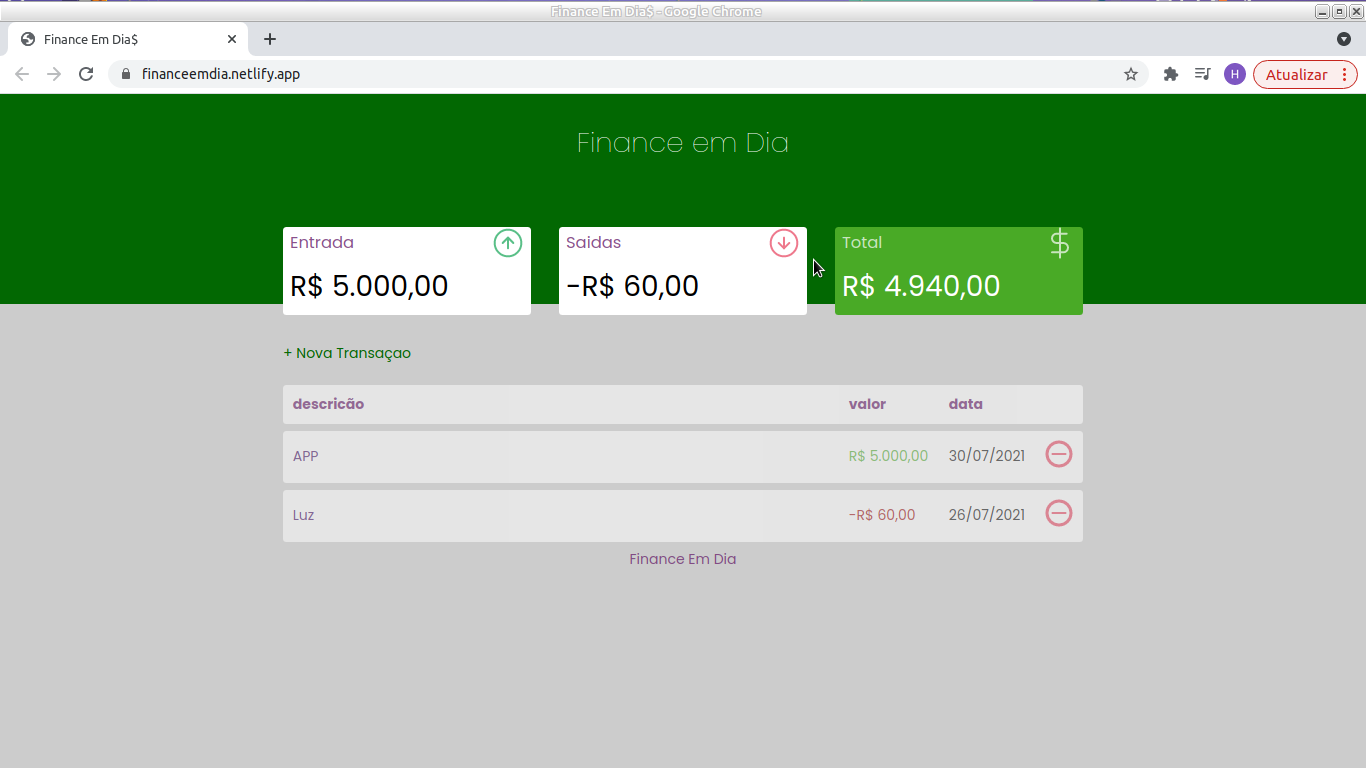 Finance Em Dia$ - Google Chrome
Finance Em Dia$
financeemdia.netlify.app
H
Atualizar
Finance em Dia
Entrada
R$ 5.000,00
Saidas
-R$ 60,00
Total
$
R$ 4.940,00
+ Nova Transaçao
descricão valor data
APP R$ 5.000,00 30/07/2021
Luz -R$ 60,00 26/07/2021
Finance Em Dia